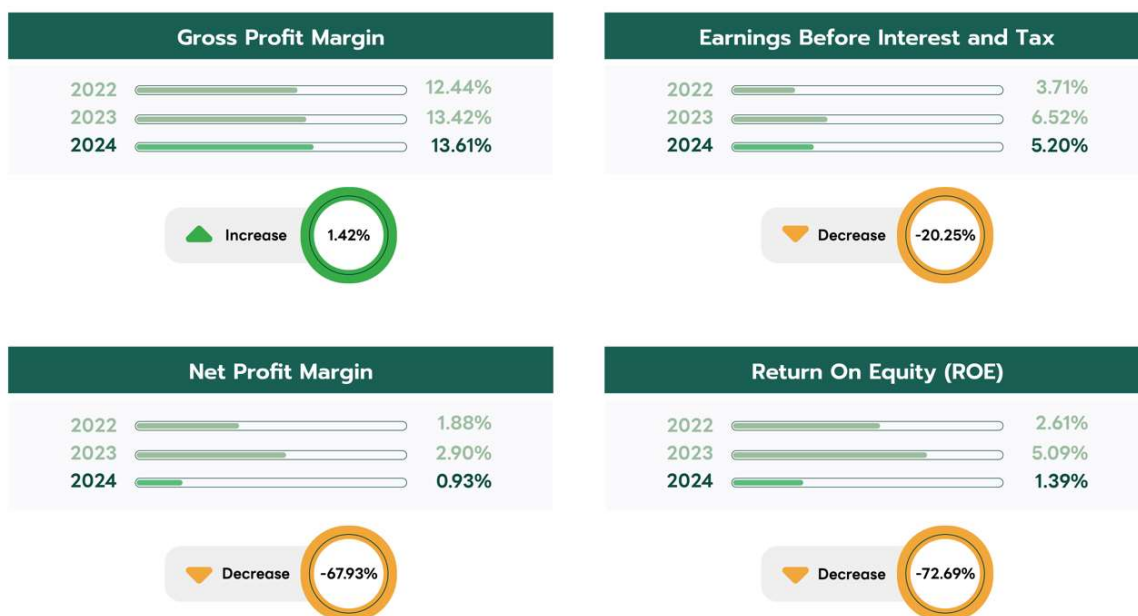 Gross Profit Margin
2022 12.44%
2023 13.42%
2024 13.61%
Increase 1.42%
Earnings Before Interest and Tax
2022 3.71%
2023 6.52%
2024 5.20%
Decrease -20.25%
Net Profit Margin
2022 1.88%
2023 2.90%
2024 0.93%
Decrease -67.93%
Return On Equity (ROE)
2022 2.61%
2023 5.09%
2024 1.39%
Decrease -72.69%